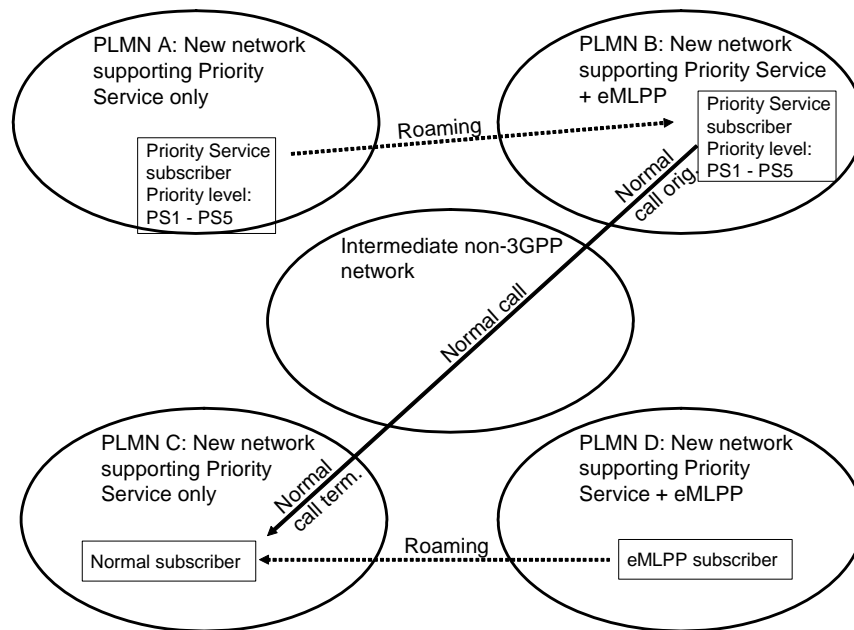 PLMN A: New network
supporting Priority
Service only
Priority Service
subscriber
Priority level:
PS1 - PS5
Roaming
PLMN B: New network
supporting Priority Service
+ eMLPP
Priority Service
subscriber
Priority level:
PS1 - PS5
Normal
call orig.
Intermediate non-3GPP
network
Normal call
PLMN C: New network
supporting Priority
Service only
Normal
call term.
Normal subscriber
Roaming
PLMN D: New network
supporting Priority
Service + eMLPP
eMLPP subscriber